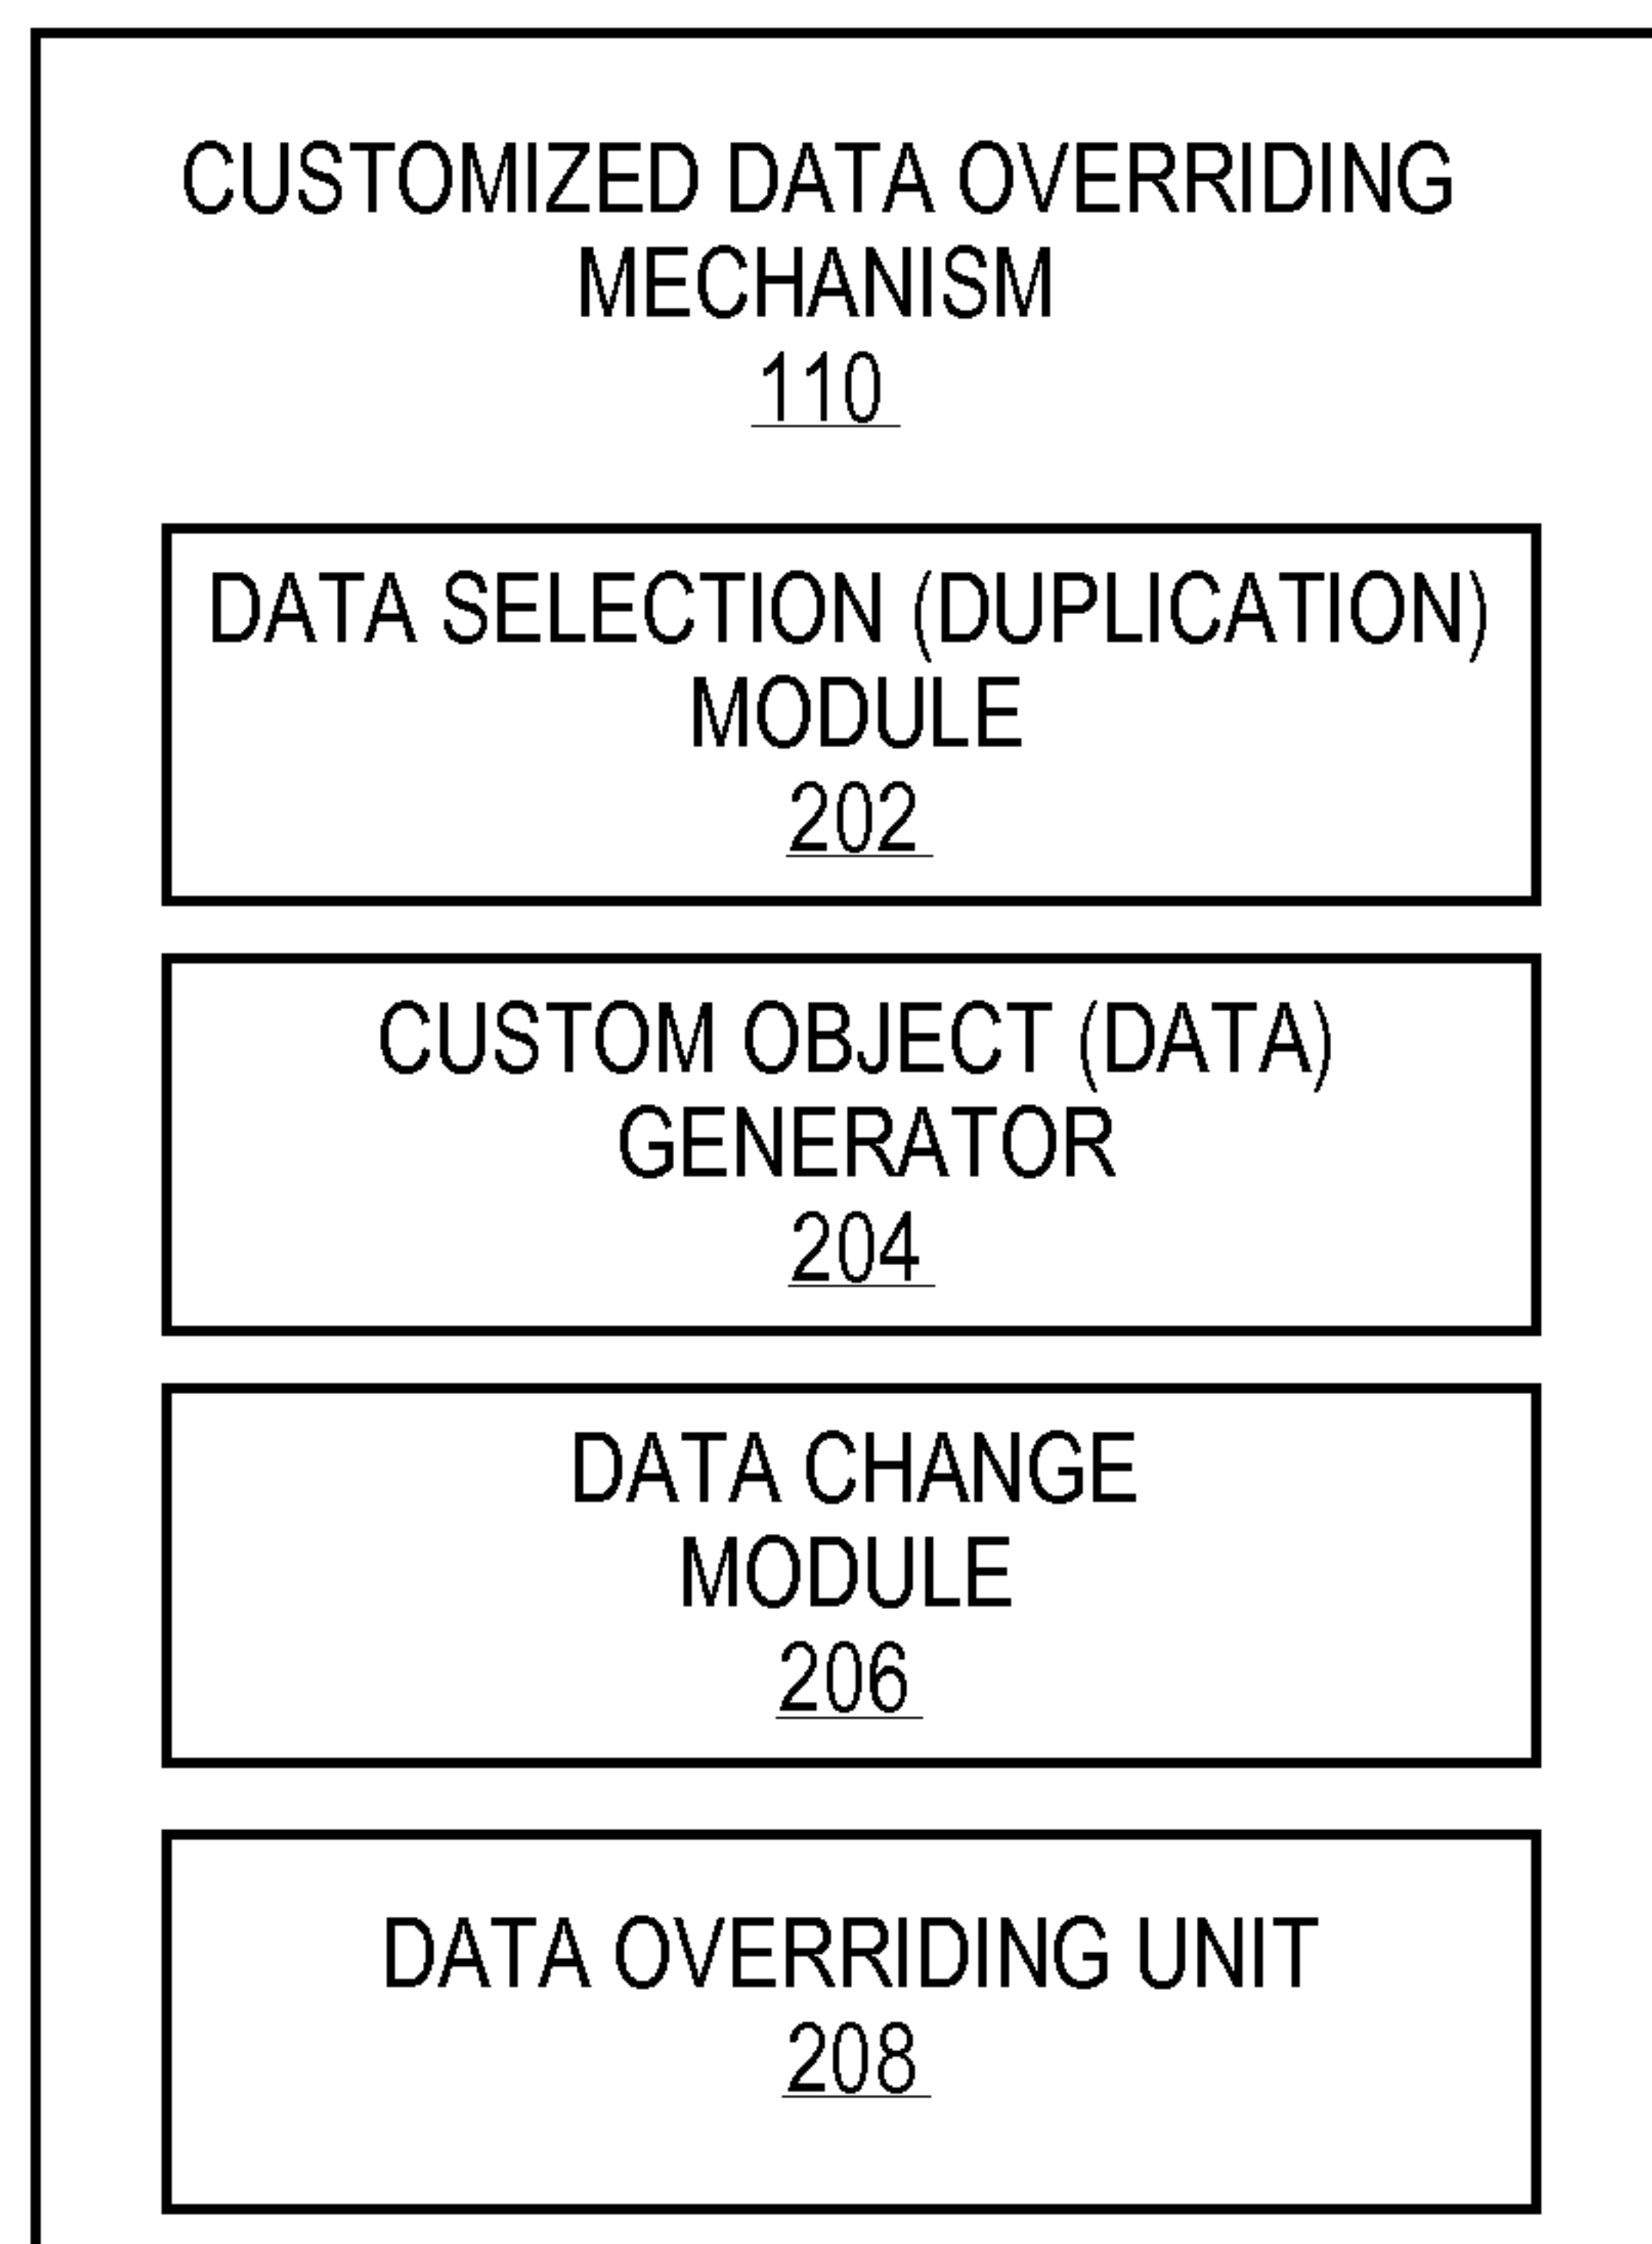 CUSTOMIZED DATA OVERRIDING
MECHANISM
110
DATA SELECTION (DUPLICATION)
MODULE
202
CUSTOM OBJECT (DATA)
GENERATOR
204
DATA CHANGE
MODULE
206
DATA OVERRIDING UNIT
208